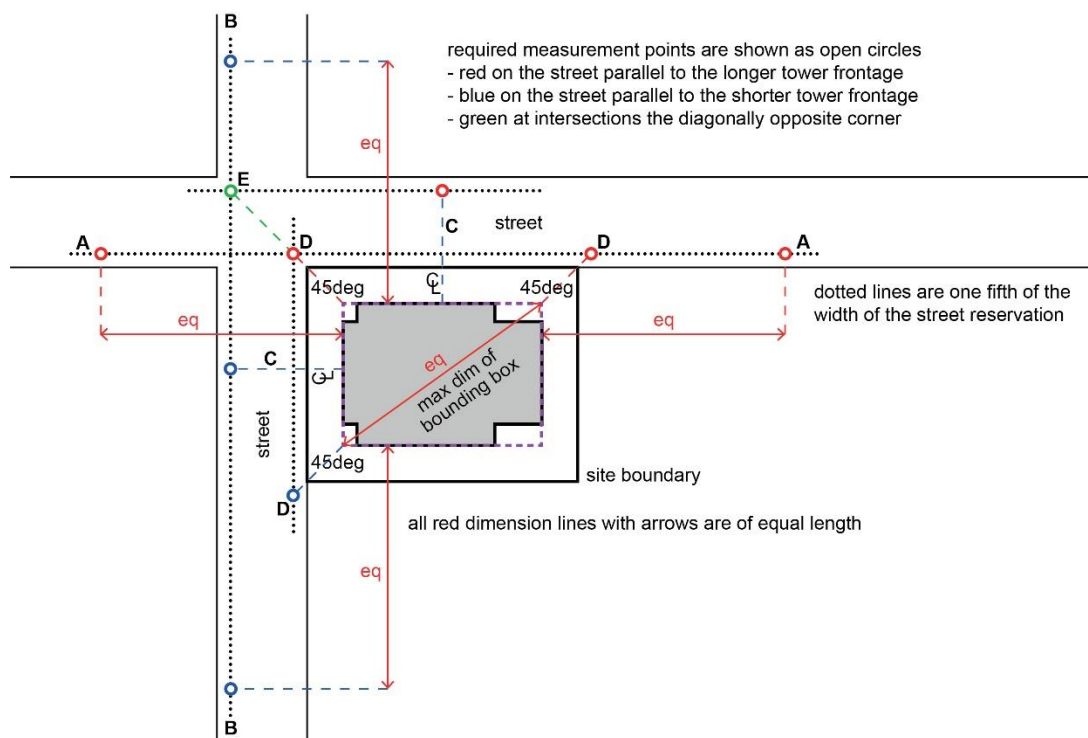 B
required measurement points are shown as open circles
- red on the street parallel to the longer tower frontage
- blue on the street parallel to the shorter tower frontage
- green at intersections the diagonally opposite corner
eq
E
C
street
A
D
D
A
45deg
CL
45deg
dotted lines are one fifth of the
width of the street reservation
eq
eq
C
CL
eq
max dim of
bounding box
street
45deg
site boundary
D
all red dimension lines with arrows are of equal length
eq
B